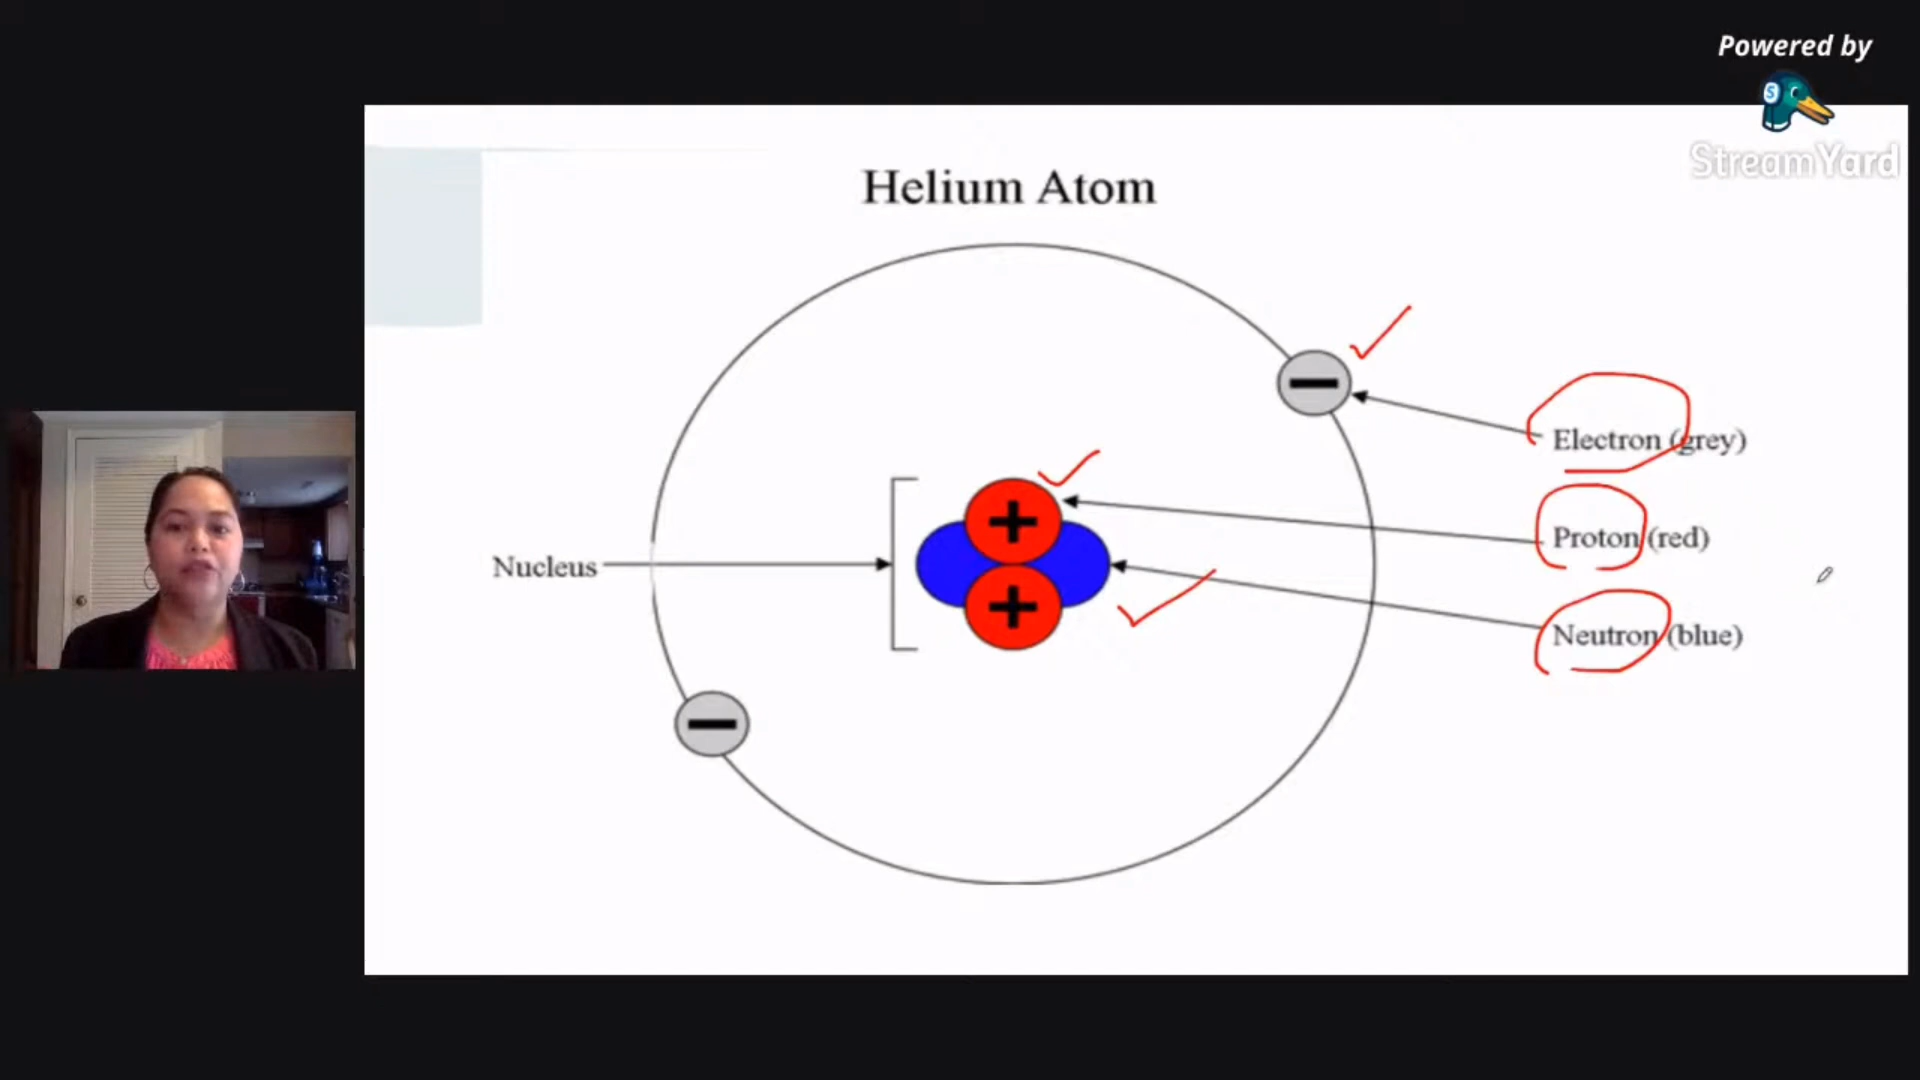 Powered by
StreamYard
Helium Atom
Electron (grey)
Proton (red)
Nucleus
Neutron (blue)